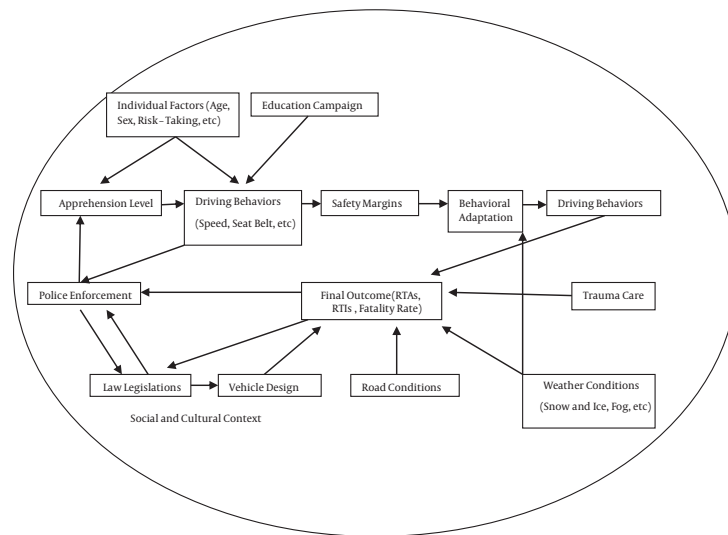 Individual Factors (Age,
Sex, Risk-Taking, etc)
Education Campaign
Apprehension Level
Driving Behaviors
(Speed, Seat Belt, etc)
Safety Margins
Behavioral
Adaptation
Driving Behaviors
Police Enforcement
Final Outcome(RTAs,
RTIs , Fatality Rate)
Trauma Care
Law Legislations
Vehicle Design
Road Conditions
Weather Conditions
(Snow and Ice, Fog, etc)
Social and Cultural Context